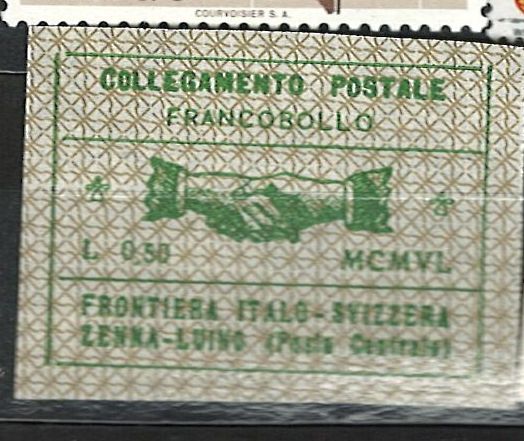 COURVOISIER S.A.
COLLEGAMENTO POSTALE
FRANCOBOLLO
L 0,50 MCMVL
FRONTIERA ITALO-SVIZZERA
ZENNA-LUINO (Posta Centrale)